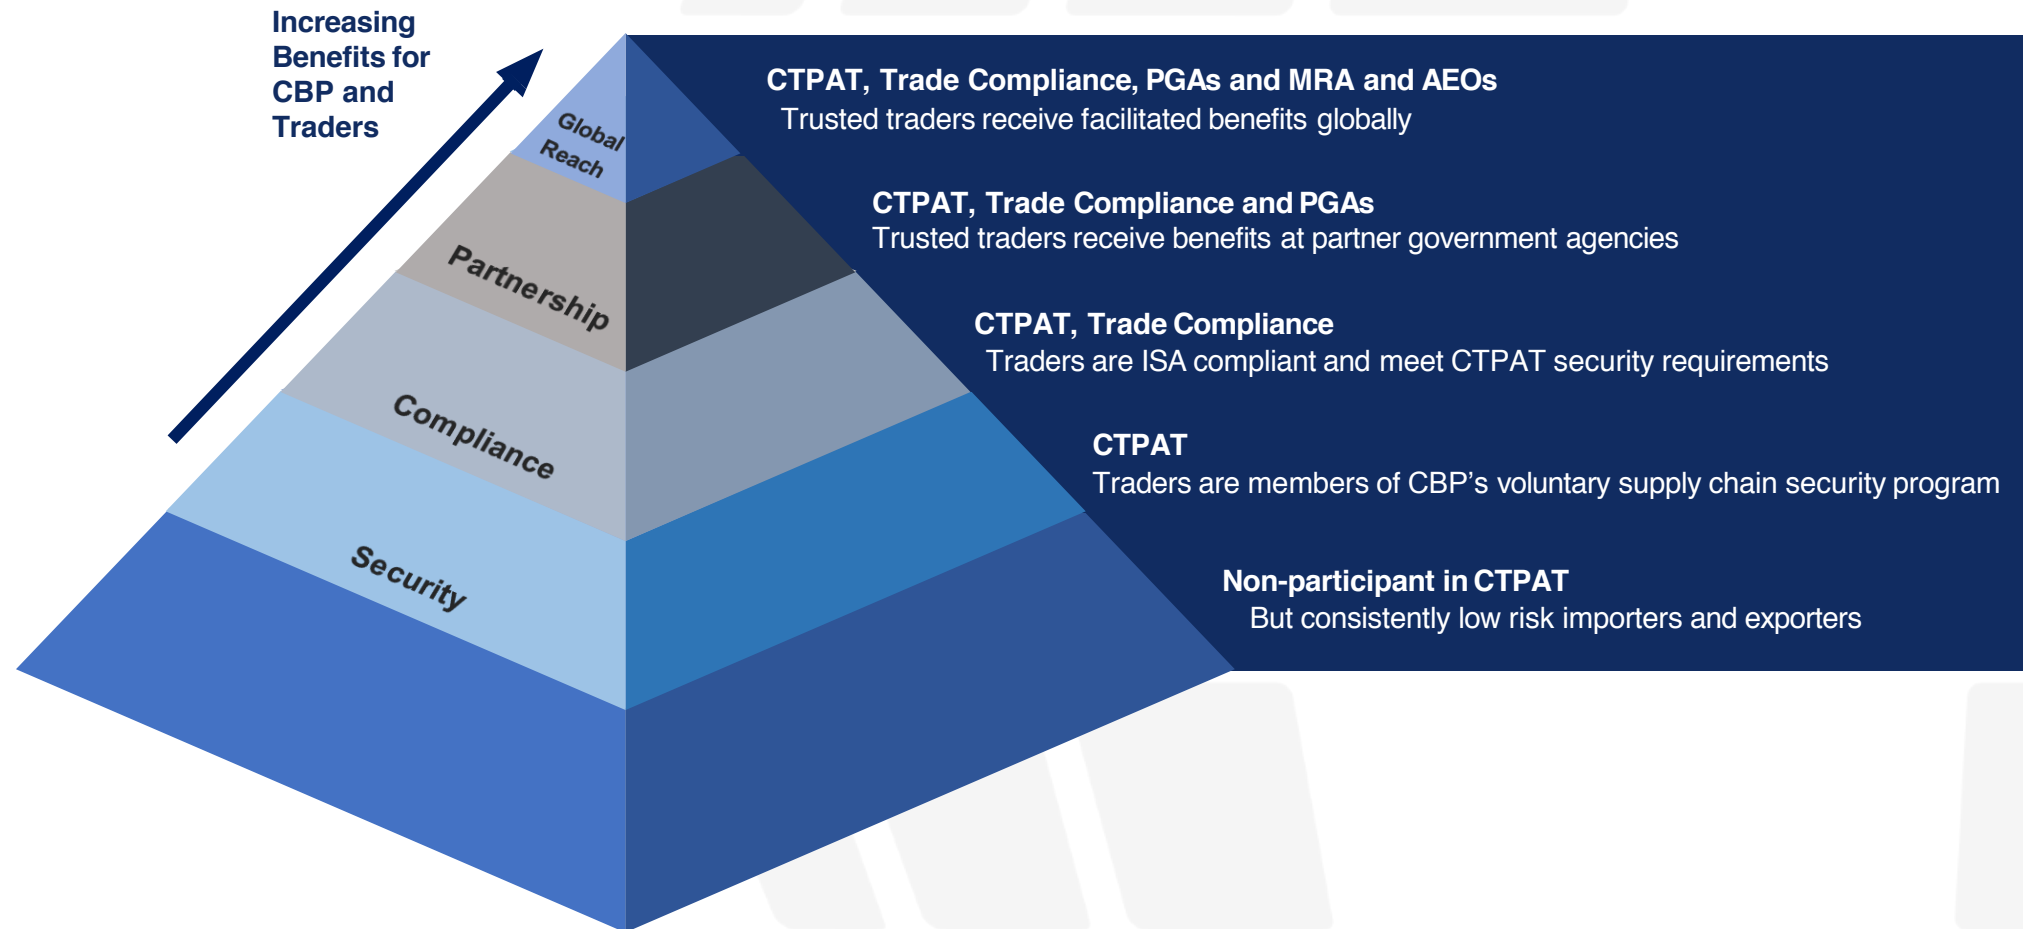 Increasing
Benefits for
CBP and
Traders
Global
Reach
Partnership
Compliance
Security
CTPAT, Trade Compliance, PGAs and MRA and AEOs
Trusted traders receive facilitated benefits globally
CTPAT, Trade Compliance and PGAs
Trusted traders receive benefits at partner government agencies
CTPAT, Trade Compliance
Traders are ISA compliant and meet CTPAT security requirements
CTPAT
Traders are members of CBP’s voluntary supply chain security program
Non-participant in CTPAT
But consistently low risk importers and exporters